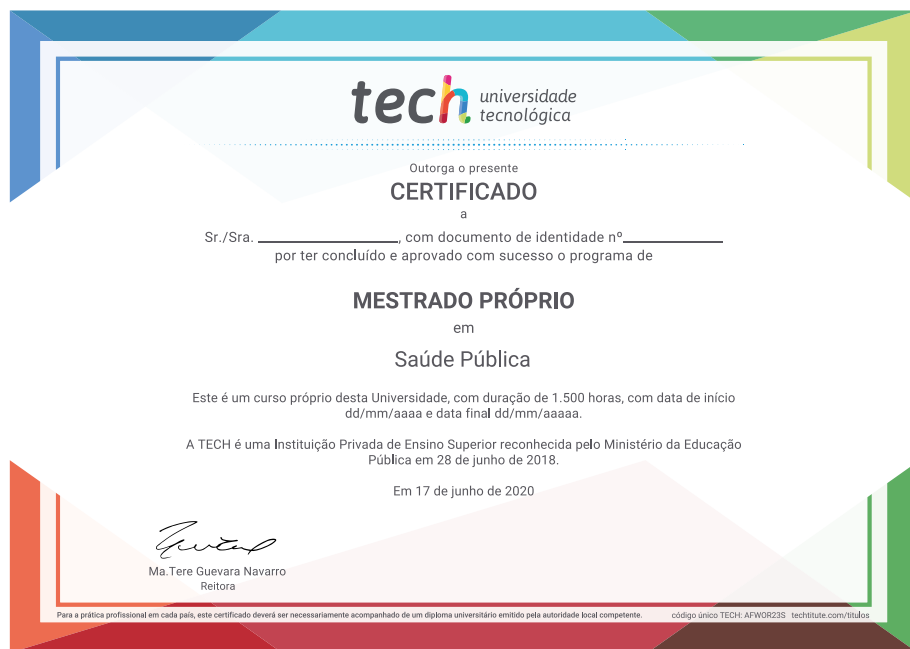 tech universidade
tecnológica
Outorga o presente
CERTIFICADO
a
Sr./Sra. ____________, com documento de identidade nº____________
por ter concluído e aprovado com sucesso o programa de
MESTRADO PRÓPRIO
em
Saúde Pública
Este é um curso próprio desta Universidade, com duração de 1.500 horas, com data de início
dd/mm/aaaa e data final dd/mm/aaaaa.
A TECH é uma Instituição Privada de Ensino Superior reconhecida pelo Ministério da Educação
Pública em 28 de junho de 2018.
Em 17 de junho de 2020
Ma.Tere Guevara Navarro
Reitora
Para a prática profissional em cada país, este certificado deverá ser necessariamente acompanhado de um diploma universitário emitido pela autoridade local competente. código único TECH: AFWOR23S techtitute.com/titulos